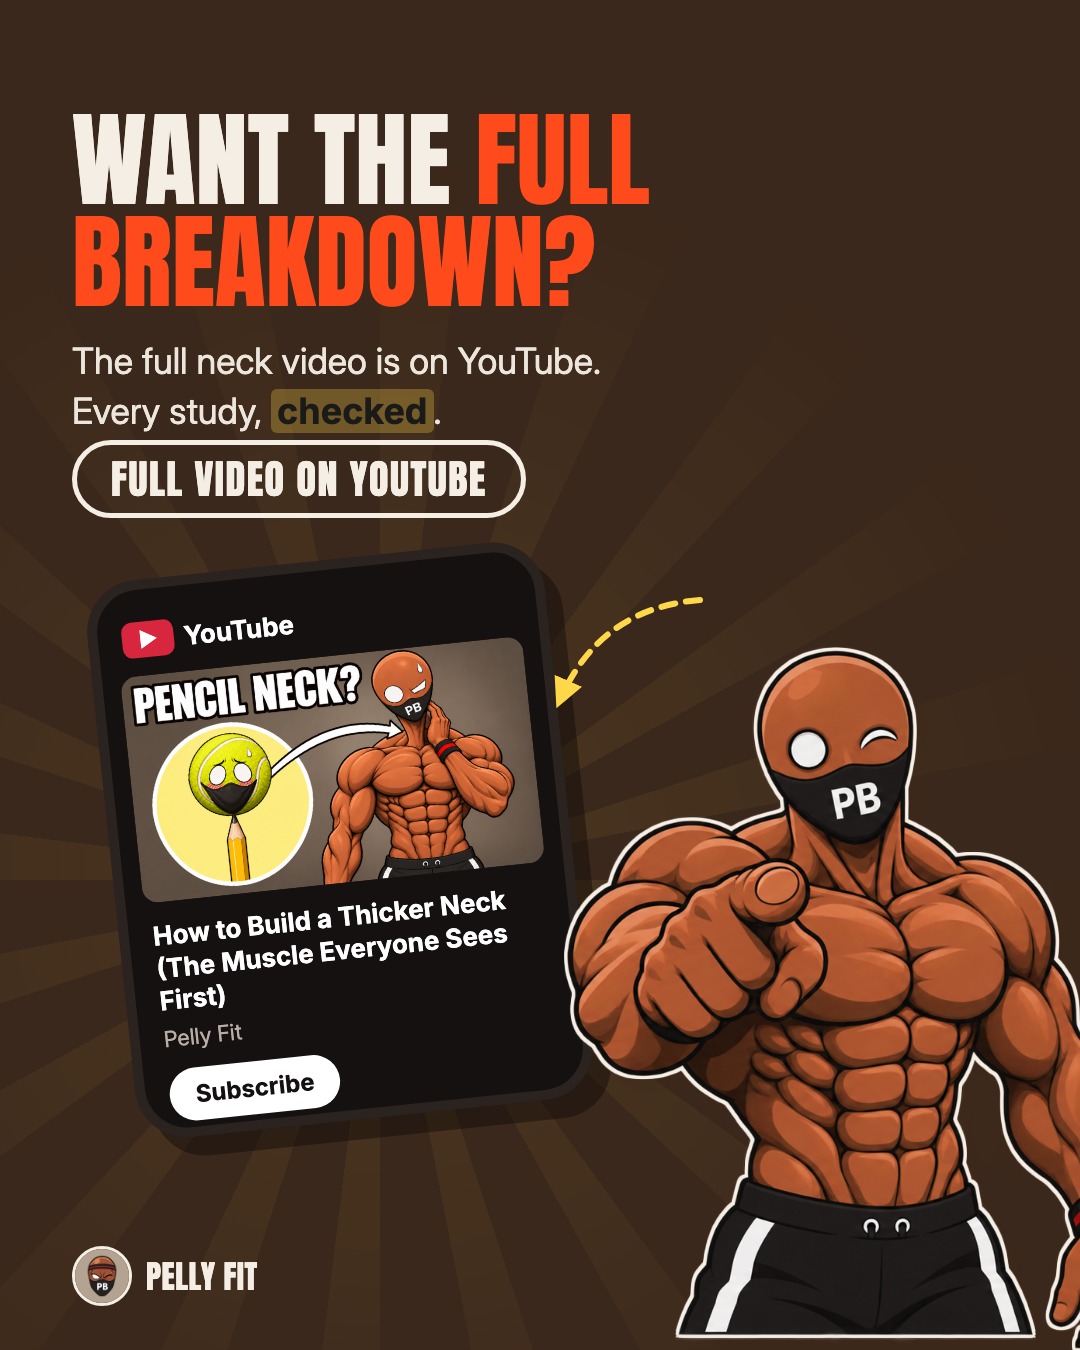 WANT THE FULL
BREAKDOWN?
The full neck video is on YouTube.
Every study, checked.
FULL VIDEO ON YOUTUBE
YouTube
PENCIL NECK?
PB
How to Build a Thicker Neck
(The Muscle Everyone Sees
First)
Pelly Fit
Subscribe
PB
PB
PELLY FIT